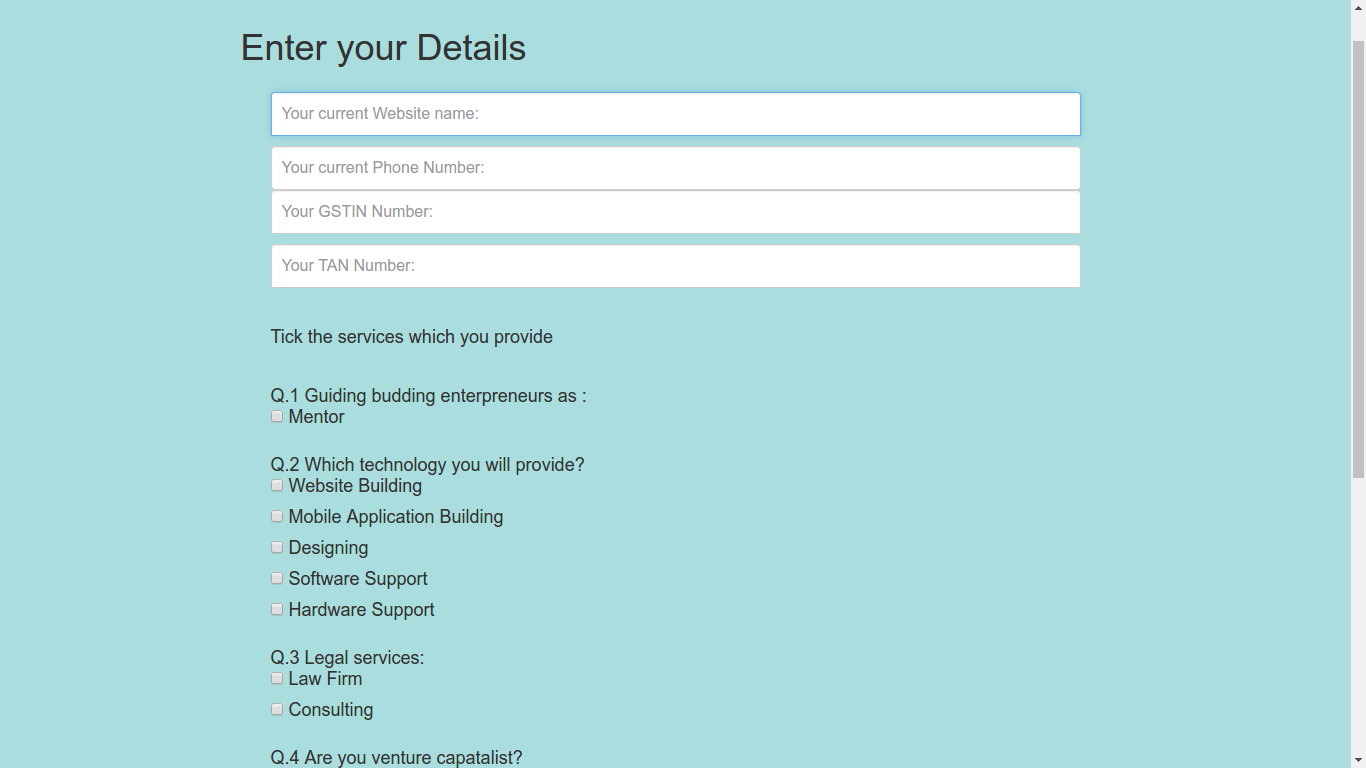 Enter your Details
Your current Website name:
Your current Phone Number:
Your GSTIN Number:
Your TAN Number:
Tick the services which you provide
Q.1 Guiding budding enterpreneurs as :
Mentor
Q.2 Which technology you will provide?
Website Building
Mobile Application Building
Designing
Software Support
Hardware Support
Q.3 Legal services:
Law Firm
Consulting
Q.4 Are you venture capatalist?